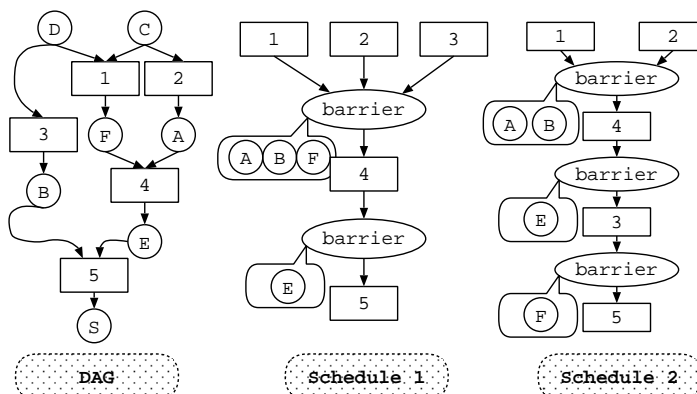 D C 1 2 3 1 2
1 2 barrier barrier
3 F A A B F A B 4
B 4 4 barrier
E barrier E 3
5 E barrier
S 5 F 5
DAG Schedule 1 Schedule 2